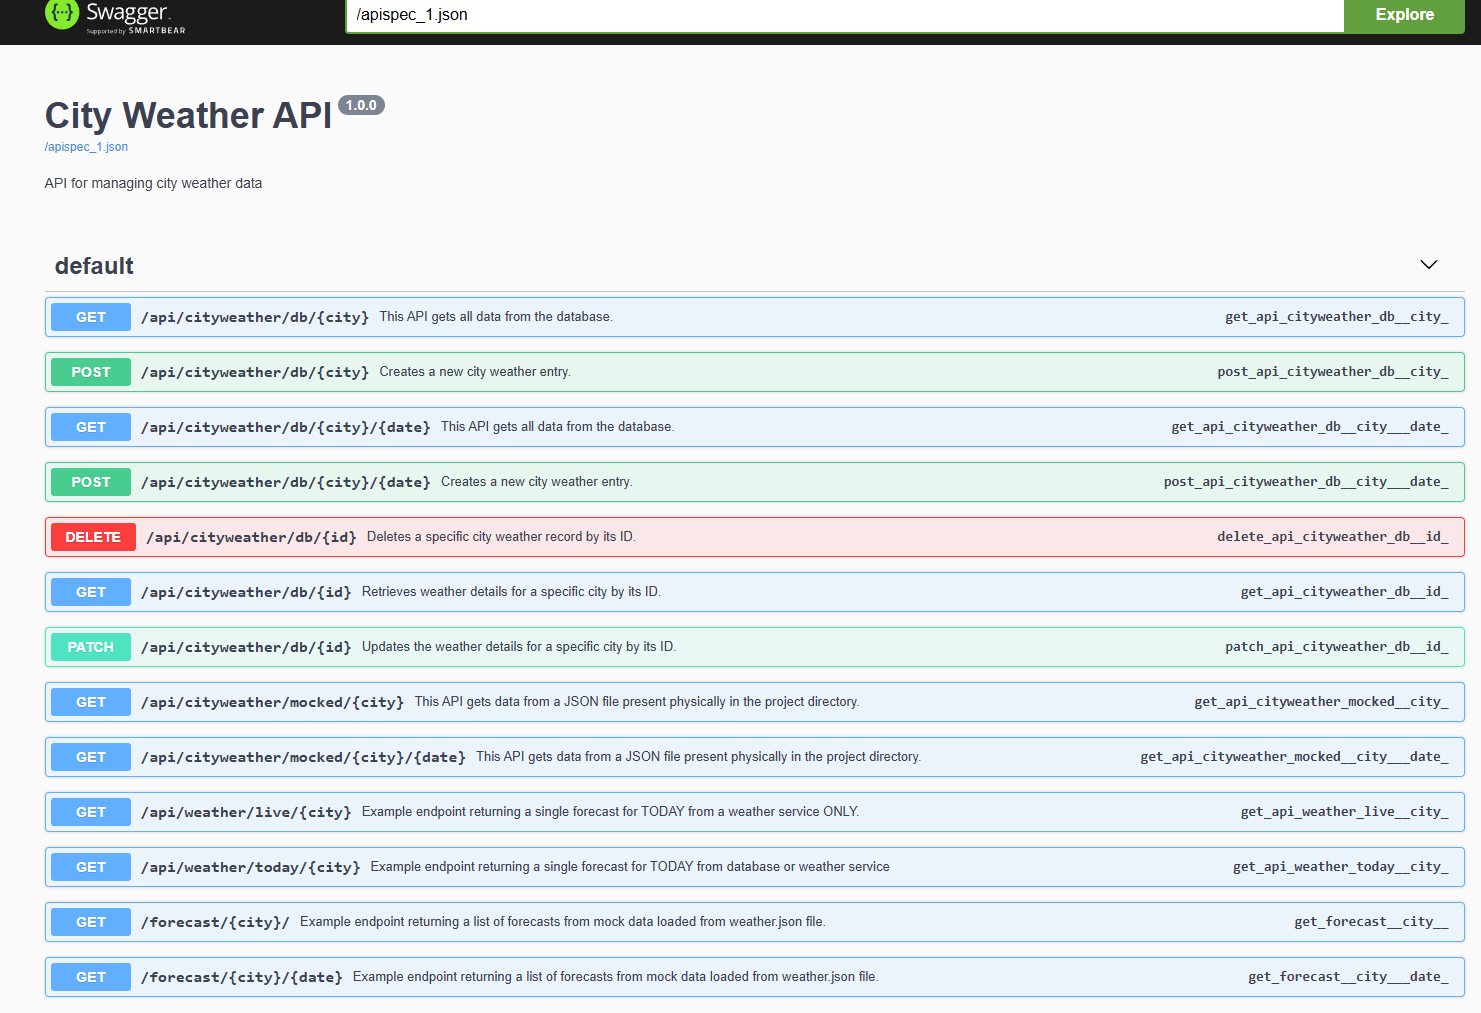 Swagger.
Supported by SMARTBEAR
/apispec_1.json
Explore
City Weather API 1.0.0
/apispec_1.json
API for managing city weather data
default
GET /api/cityweather/db/{city} This API gets all data from the database. get_api_cityweather_db__city_
POST /api/cityweather/db/{city} Creates a new city weather entry. post_api_cityweather_db__city_
GET /api/cityweather/db/{city}/{date} This API gets all data from the database. get_api_cityweather_db__city___date_
POST /api/cityweather/db/{city}/{date} Creates a new city weather entry. post_api_cityweather_db__city___date_
DELETE /api/cityweather/db/{id} Deletes a specific city weather record by its ID. delete_api_cityweather_db__id_
GET /api/cityweather/db/{id} Retrieves weather details for a specific city by its ID. get_api_cityweather_db__id_
PATCH /api/cityweather/db/{id} Updates the weather details for a specific city by its ID. patch_api_cityweather_db__id_
GET /api/cityweather/mocked/{city} This API gets data from a JSON file present physically in the project directory. get_api_cityweather_mocked__city_
GET /api/cityweather/mocked/{city}/{date} This API gets data from a JSON file present physically in the project directory. get_api_cityweather_mocked__city___date_
GET /api/weather/live/{city} Example endpoint returning a single forecast for TODAY from a weather service ONLY. get_api_weather_live__city_
GET /api/weather/today/{city} Example endpoint returning a single forecast for TODAY from database or weather service get_api_weather_today__city_
GET /forecast/{city}/ Example endpoint returning a list of forecasts from mock data loaded from weather.json file. get_forecast__city__
GET /forecast/{city}/{date} Example endpoint returning a list of forecasts from mock data loaded from weather.json file. get_forecast__city___date_